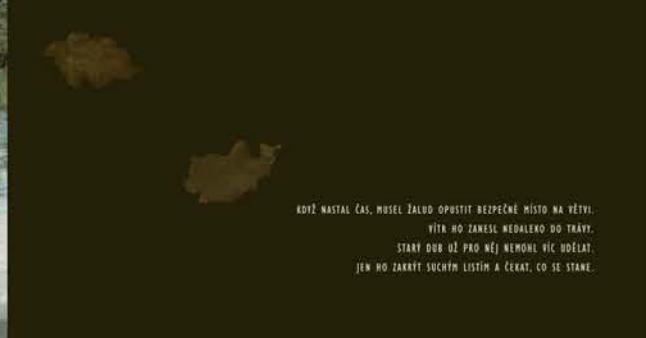 KDYŽ NASTAL ČAS, MUSEL ŽALUD OPUSTIT BEZPEČNÉ MÍSTO NA VĚTVI.
VÍTR HO ZANESL NEDALEKO DO TRÁVY.
STARÝ DUB UŽ PRO NĚJ NEMOHL VÍC UDĚLAT.
JEN HO ZAKRÝT SUCHÝM LISTÍM A ČEKAT, CO SE STANE.